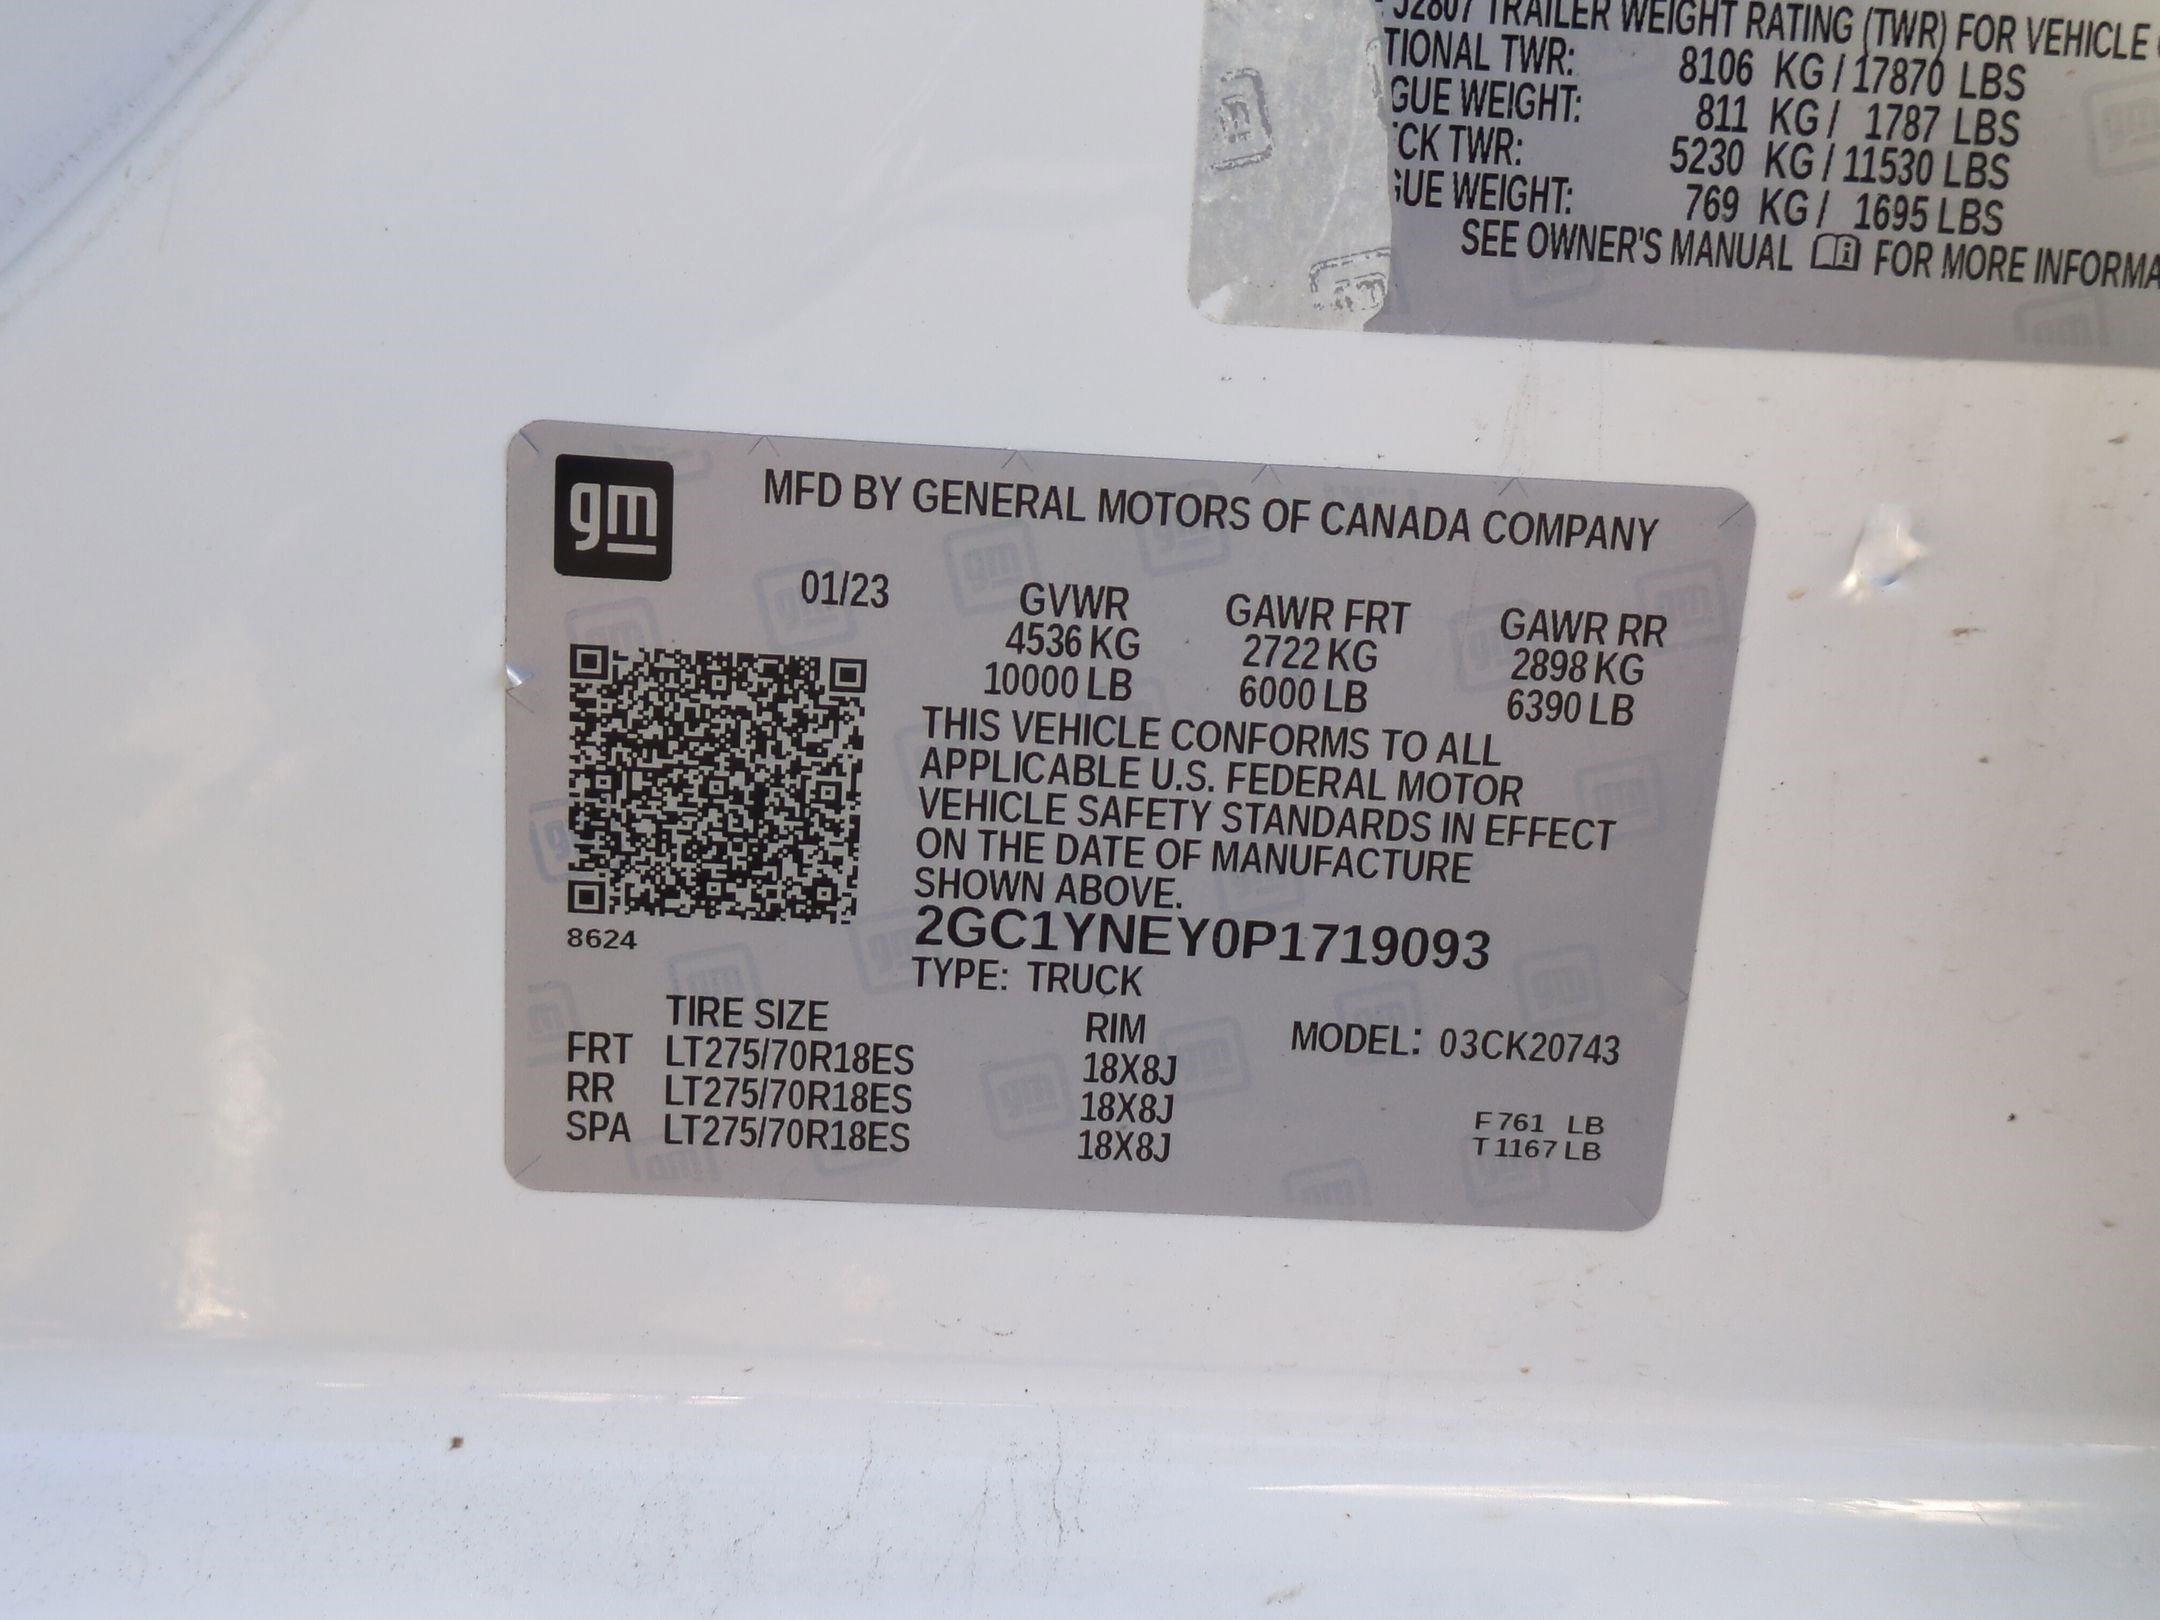 J2807 TRAILER WEIGHT RATING (TWR) FOR VEHICLE
TIONAL TWR: 8106 KG / 17870 LBS
GUE WEIGHT: 811 KG / 1787 LBS
CK TWR: 5230 KG / 11530 LBS
GUE WEIGHT: 769 KG / 1695 LBS
SEE OWNER'S MANUAL FOR MORE INFORMA
gm
MFD BY GENERAL MOTORS OF CANADA COMPANY
01/23 GVWR GAWR FRT GAWR RR
4536 KG 2722 KG 2898 KG
10000 LB 6000 LB 6390 LB
THIS VEHICLE CONFORMS TO ALL
APPLICABLE U.S. FEDERAL MOTOR
VEHICLE SAFETY STANDARDS IN EFFECT
ON THE DATE OF MANUFACTURE
SHOWN ABOVE.
8624
2GC1YNEY0P1719093
TYPE: TRUCK
TIRE SIZE RIM MODEL: 03CK20743
FRT LT275/70R18ES 18X8J
RR LT275/70R18ES 18X8J
SPA LT275/70R18ES 18X8J
F 761 LB
T 1167 LB